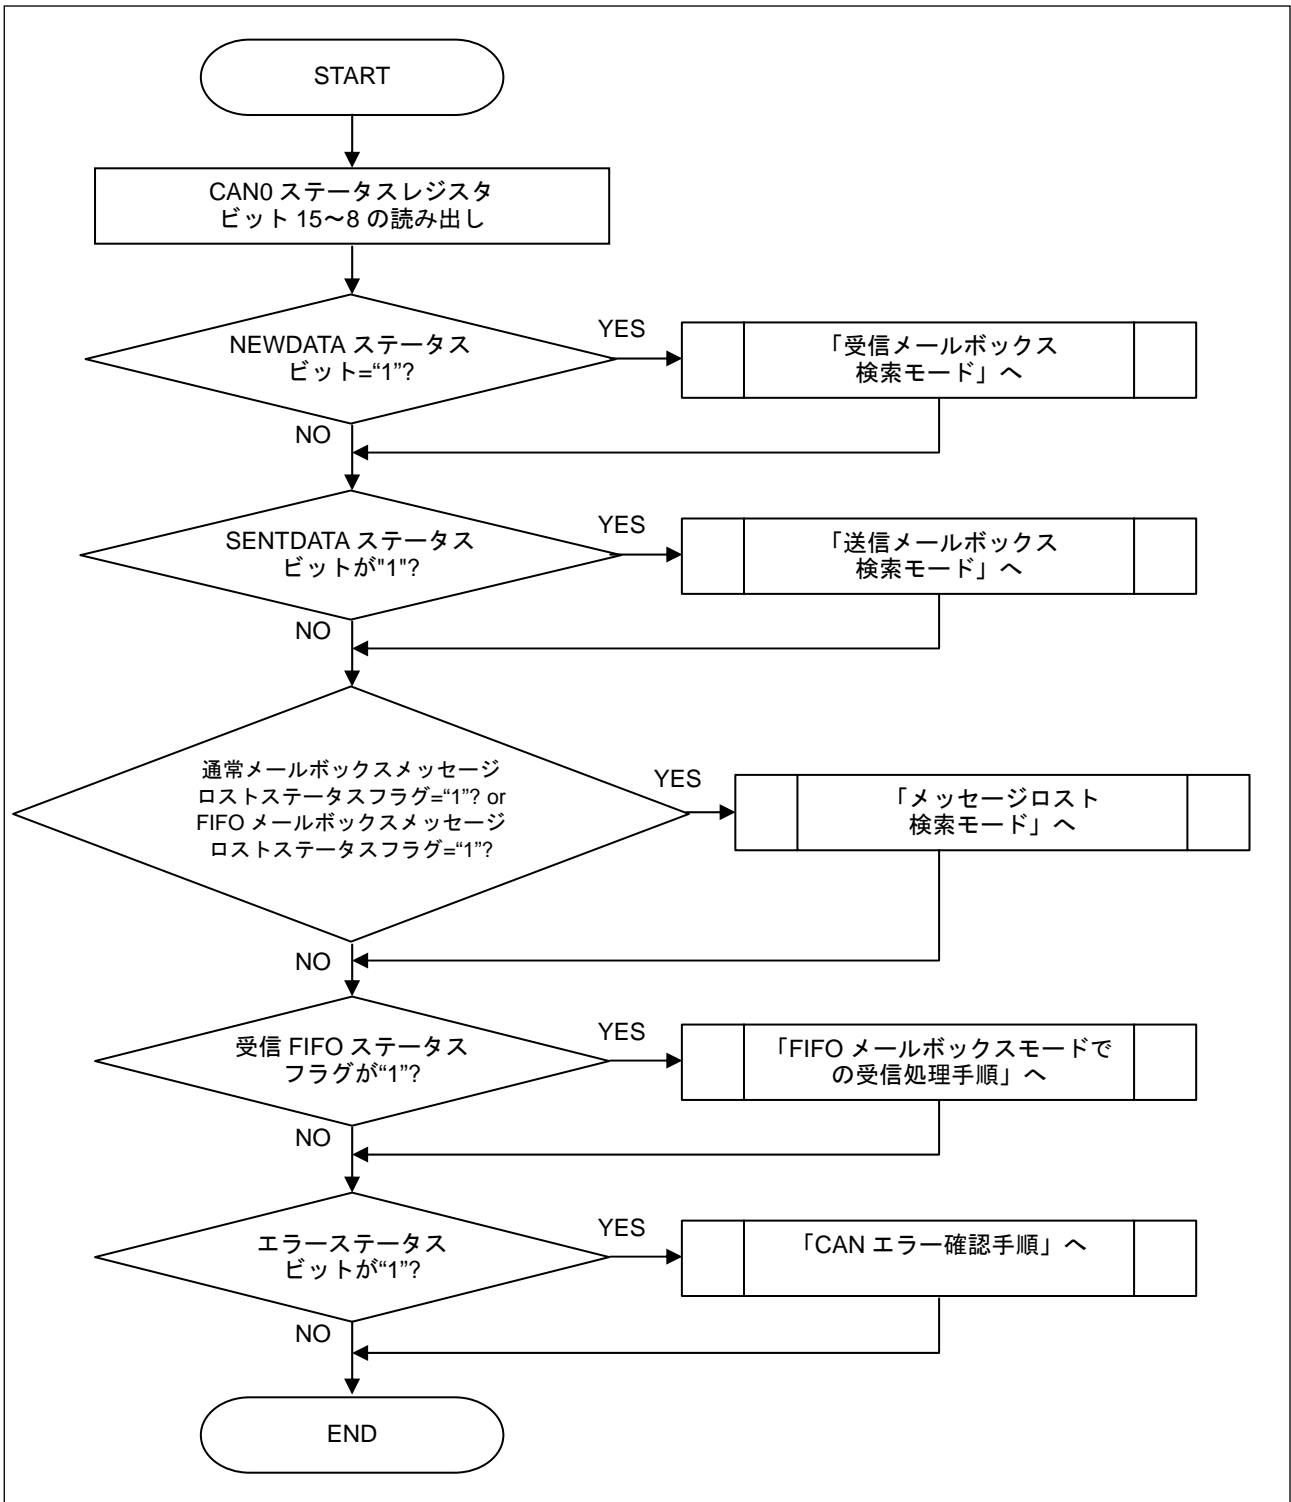 START
CAN0 ステータスレジスタ
ビット 15～8 の読み出し
NEWDATA ステータス
ビット=“1”?
YES
「受信メールボックス
検索モード」へ
NO
SENTDATA ステータス
ビットが"1"?
YES
「送信メールボックス
検索モード」へ
NO
通常メールボックスメッセージ
ロストステータスフラグ=“1”? or
FIFO メールボックスメッセージ
ロストステータスフラグ=“1”?
YES
「メッセージロスト
検索モード」へ
NO
受信 FIFO ステータス
フラグが“1”?
YES
「FIFO メールボックスモードで
の受信処理手順」へ
NO
エラーステータス
ビットが“1”?
YES
「CAN エラー確認手順」へ
NO
END